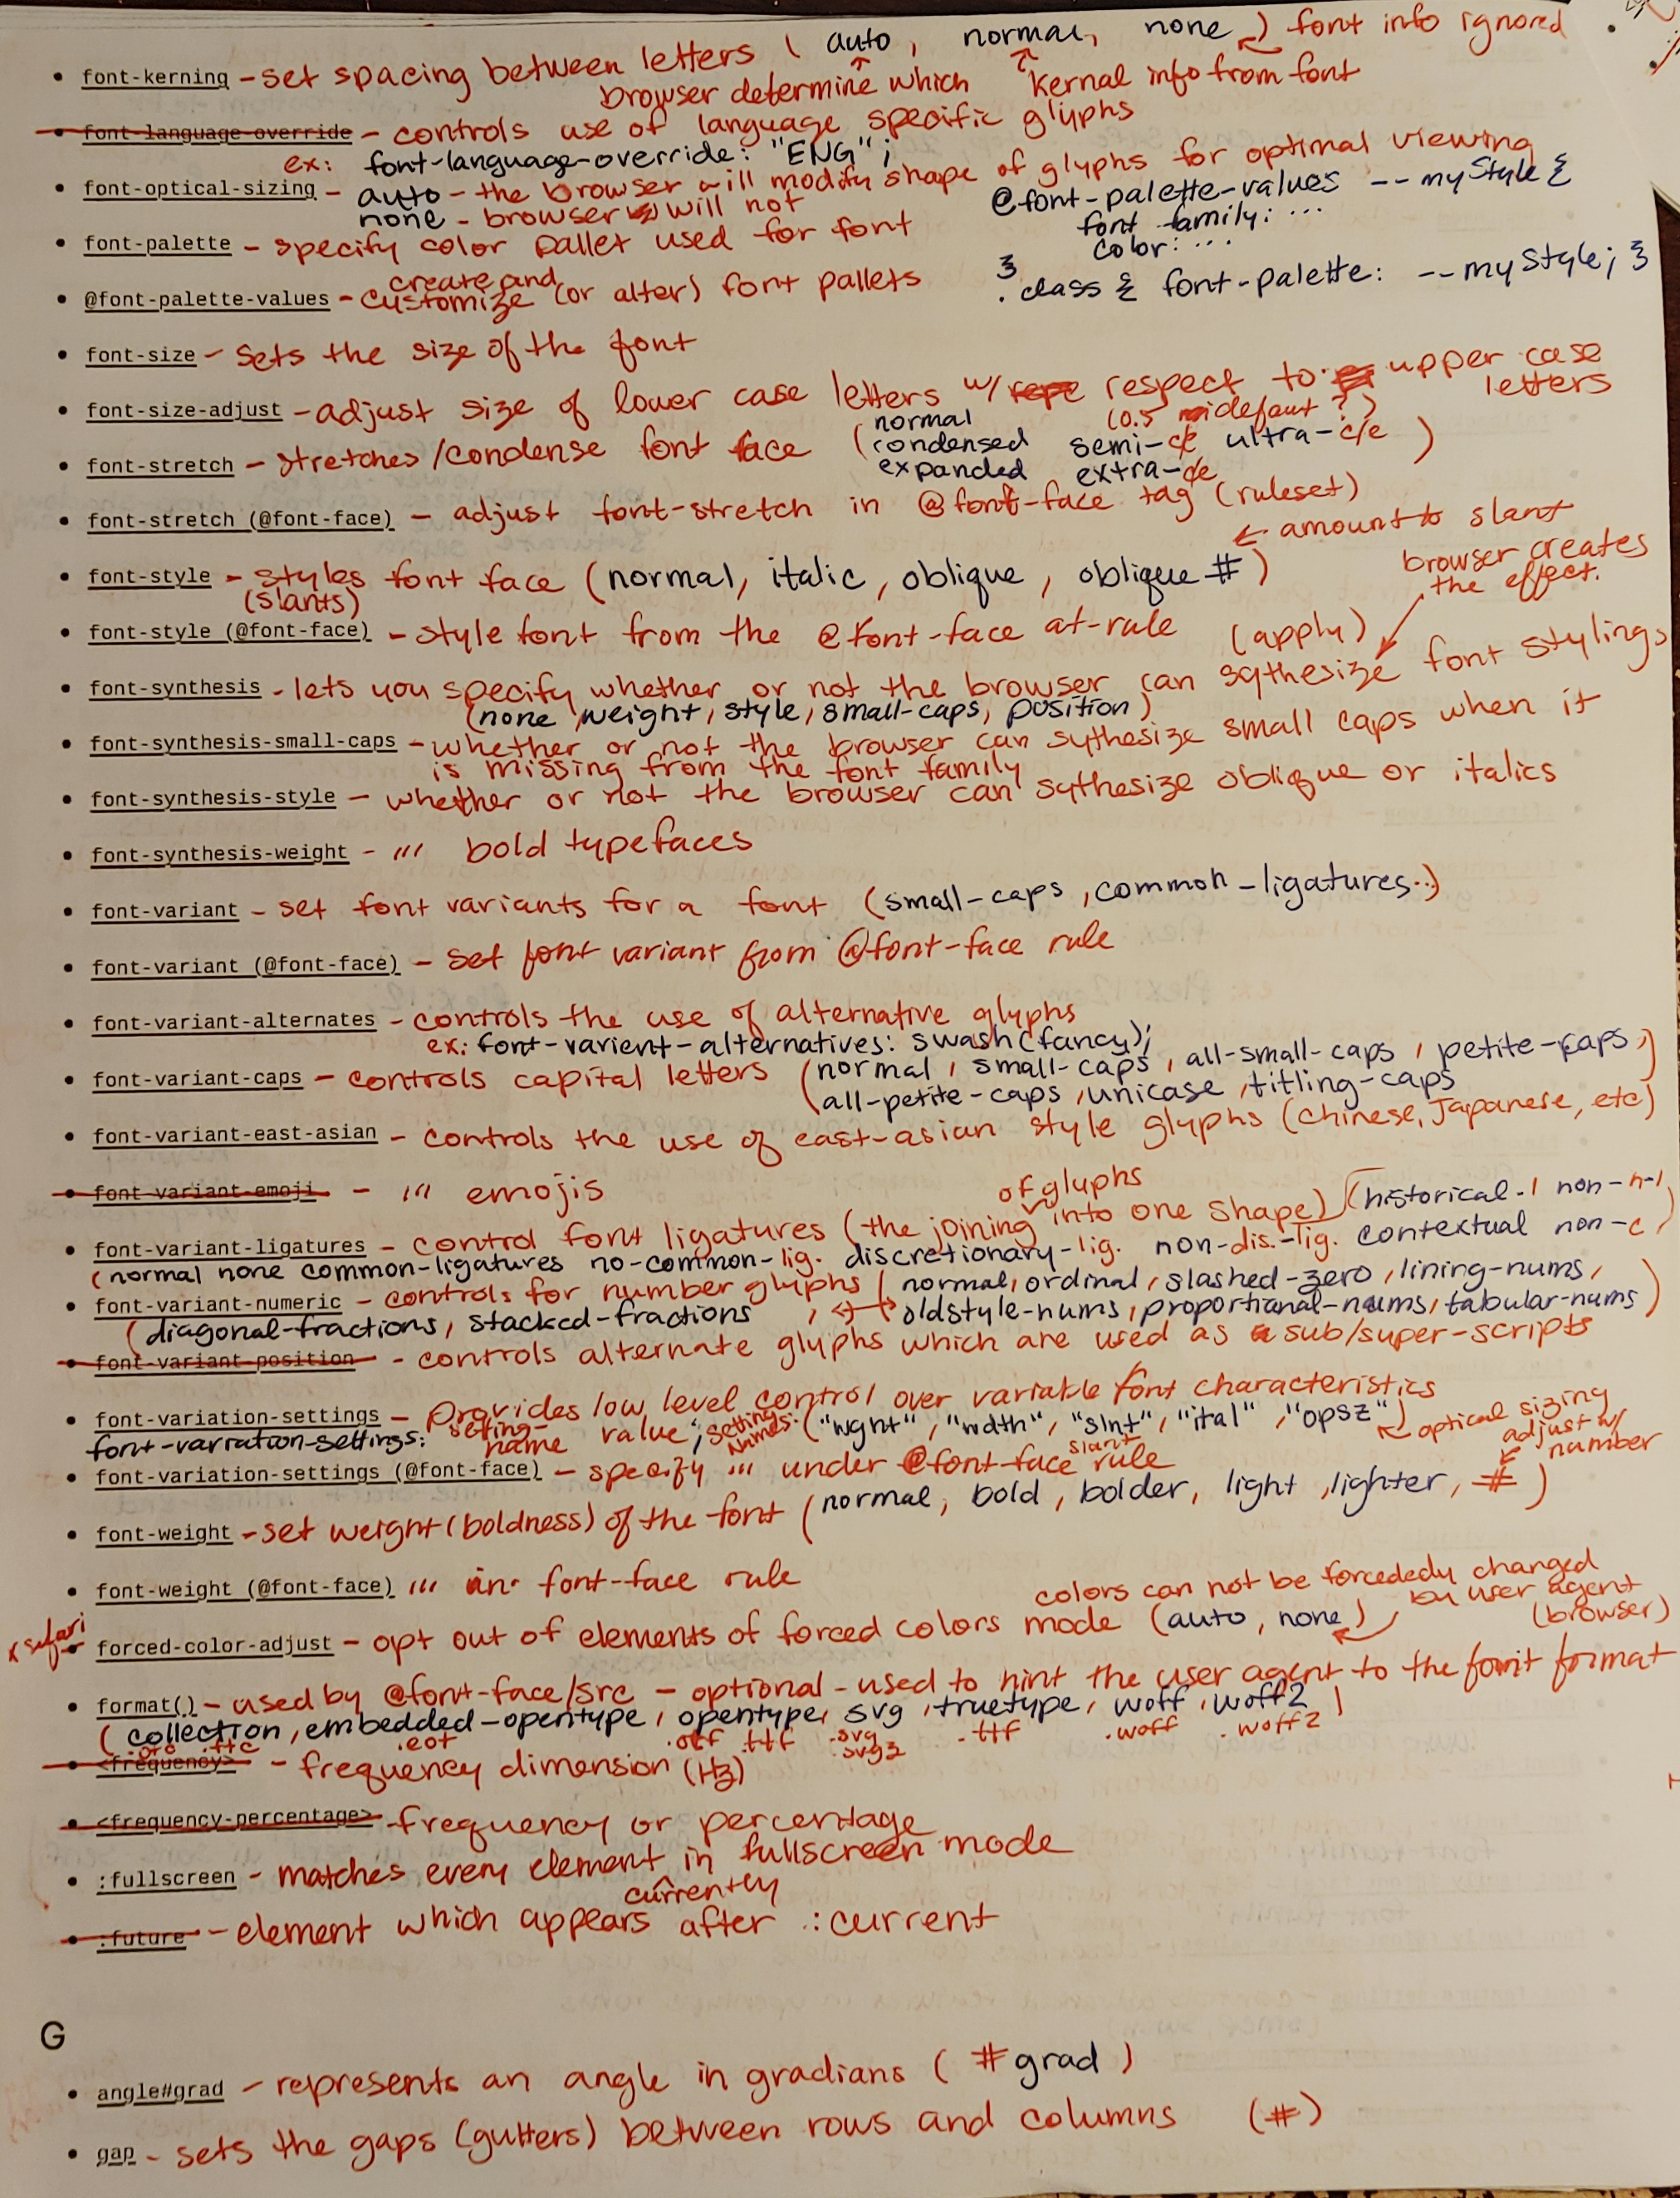 font-kerning - set spacing between letters ( auto, normal, none ) font info ignored
browser determine which kernal info from font
font-language-override - controls use of language specific glyphs
ex: font-language-override: "ENG";
font-optical-sizing - auto - the browser will modify shape of glyphs for optimal viewing
none - browser will not
@font-palette-values --myStyle {
font family: ...
color: ...
}
.class { font-palette: --myStyle; }
font-palette - specify color pallet used for font
@font-palette-values - create and customize (or alter) font pallets
font-size - sets the size of the font
font-size-adjust - adjust size of lower case letters w/ respect to upper case letters
(0.5 default?)
font-stretch - stretches/condense font face ( normal condensed expanded semi-c/e extra-c/e ultra-c/e )
font-stretch (@font-face) - adjust font-stretch in @font-face tag (ruleset)
font-style - styles font face (normal, italic, oblique, oblique #) ← amount to slant
(slants)
browser creates the effect.
font-style (@font-face) - style font from the @font-face at-rule (apply)
font-synthesis - lets you specify whether or not the browser can sythesize font stylings
(none, weight, style, small-caps, position)
font-synthesis-small-caps - whether or not the browser can sythesize small caps when it
is missing from the font family
font-synthesis-style - whether or not the browser can sythesize oblique or italics
font-synthesis-weight - ''' bold typefaces
font-variant - set font variants for a font (small-caps, common-ligatures..)
font-variant (@font-face) - set font variant from @font-face rule
font-variant-alternates - controls the use of alternative glyphs
ex: font-varient-alternatives: swash(fancy);
font-variant-caps - controls capital letters (normal, small-caps, all-small-caps, petite-caps,
all-petite-caps, unicase, titling-caps)
font-variant-east-asian - controls the use of east-asian style glyphs (Chinese, Japanese, etc)
font-variant-emoji - ''' emojis
font-variant-ligatures - control font ligatures (the joining of glyphs into one shape) (historical-l non-h-l,
(normal none common-ligatures no-common-lig. discretionary-lig. non-dis.-lig. contextual non-c )
font-variant-numeric - controls for number glyphs ( normal, ordinal, slashed-zero, lining-nums,
(diagonal-fractions, stacked-fractions , ↔ oldstyle-nums, proportional-nums, tabular-nums )
font-variant-position - controls alternate glyphs which are used as sub/super-scripts
font-variation-settings - provides low level control over variable font characteristics
font-variation-settings: setting-name value; setting names: ("wght", "wdth", "slnt", "ital", "opsz") optical sizing
slant
adjust w/ number
font-variation-settings (@font-face) - specify ''' under @font-face rule
font-weight - set weight (boldness) of the font (normal, bold, bolder, light, lighter, #)
font-weight (@font-face) ''' in font-face rule
colors can not be forcededly changed
by user agent
(browser)
x safari
forced-color-adjust - opt out of elements of forced colors mode (auto, none)
format() - used by @font-face/src - optional - used to hint the user agent to the font format
( collection, embedded-opentype, opentype, svg, truetype, woff, woff2 )
.otc .ttc .eot .otf .ttf .svg .svgz .ttf .woff .woff2
<frequency> - frequency dimension (Hz)
<frequency-percentage> frequency or percentage
:fullscreen - matches every element currently in fullscreen mode
:future - element which appears after :current
G
angle#grad - represents an angle in gradians ( #grad )
gap - sets the gaps (gutters) between rows and columns (#)